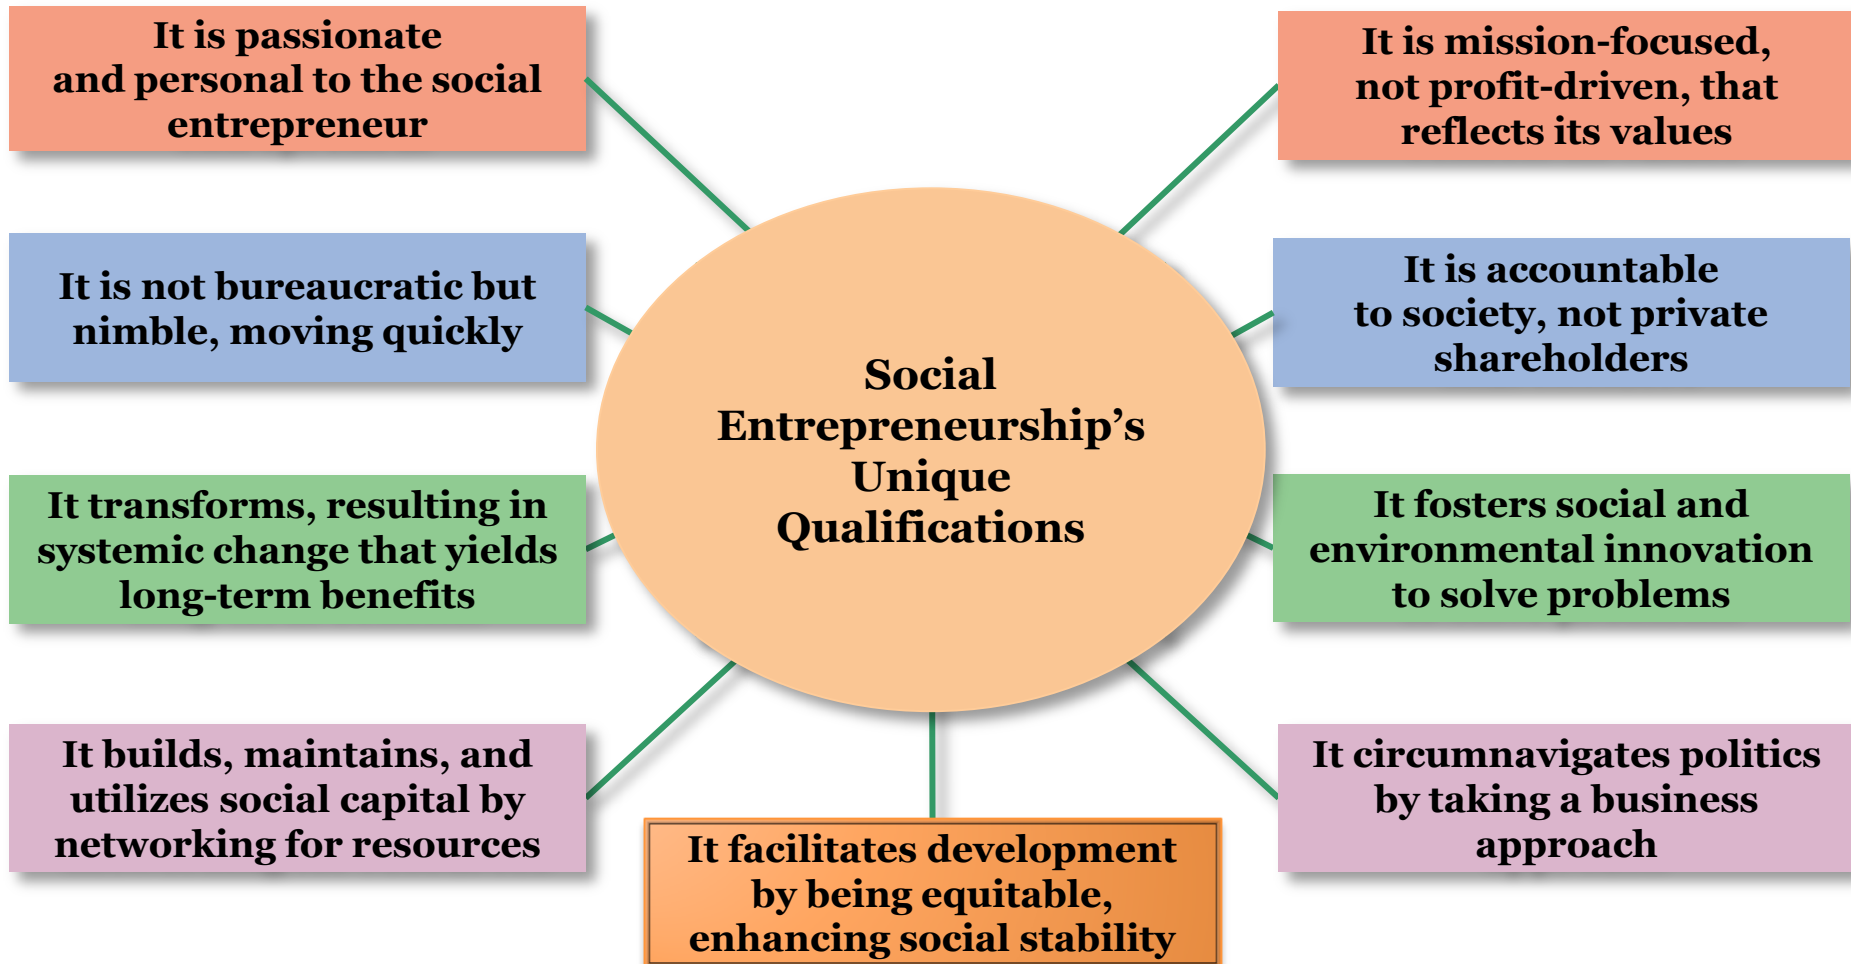 It is passionate
and personal to the social
entrepreneur
It is mission-focused,
not profit-driven, that
reflects its values
It is not bureaucratic but
nimble, moving quickly
It is accountable
to society, not private
shareholders
Social
Entrepreneurship’s
Unique
Qualifications
It transforms, resulting in
systemic change that yields
long-term benefits
It fosters social and
environmental innovation
to solve problems
It builds, maintains, and
utilizes social capital by
networking for resources
It circumnavigates politics
by taking a business
approach
It facilitates development
by being equitable,
enhancing social stability